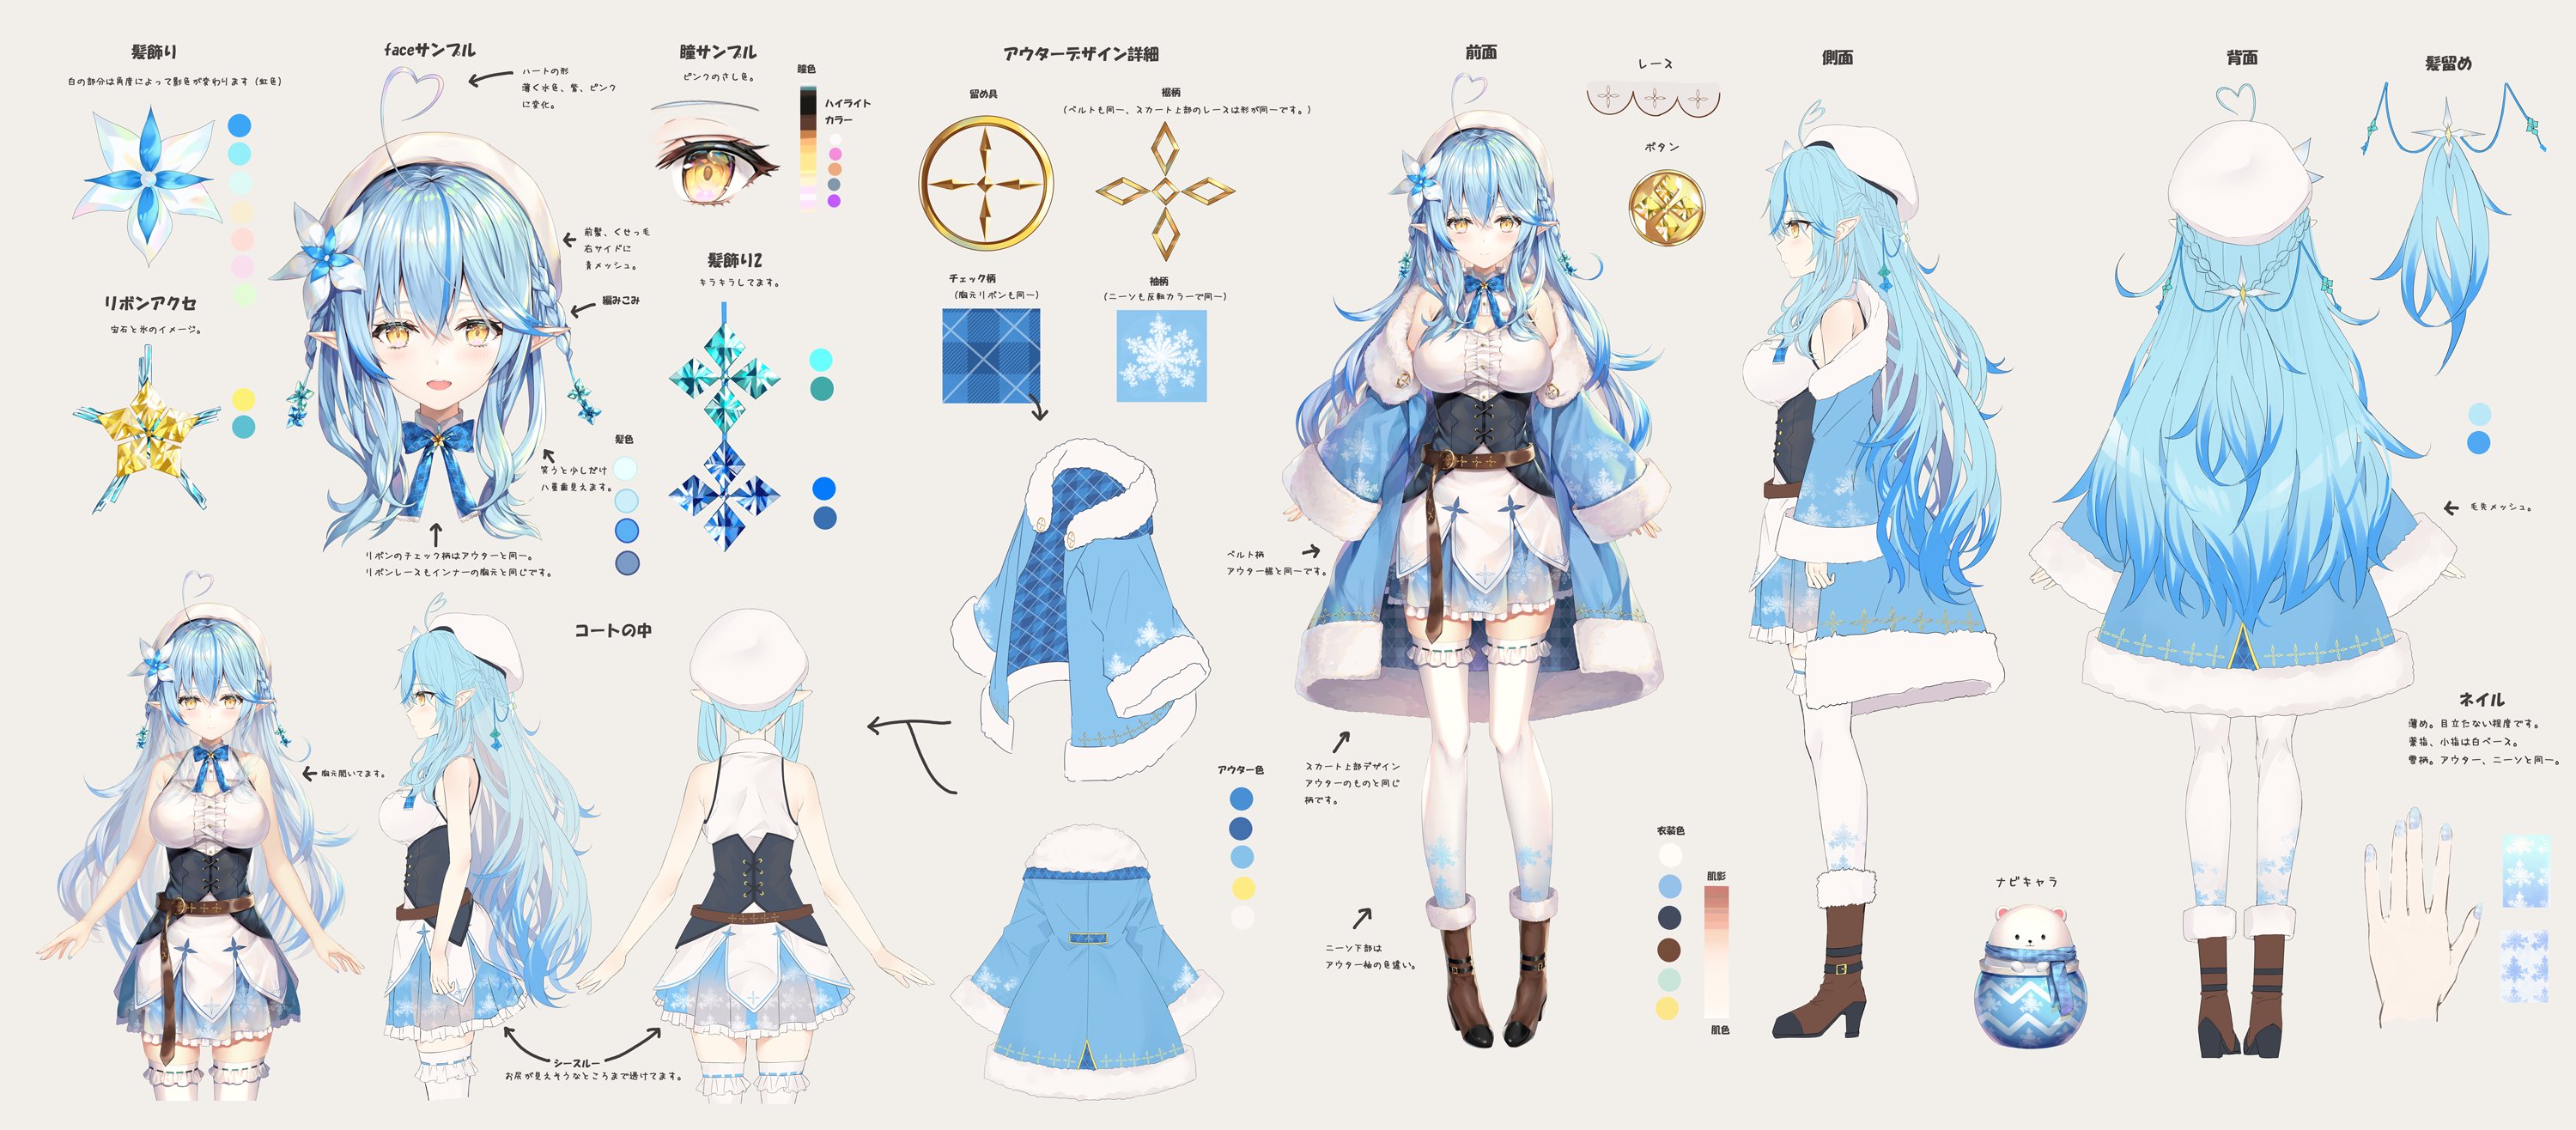 髪飾り
白の部分は角度によって影色が変わります（虹色）
リボンアクセ
宝石と氷のイメージ。
faceサンプル
ハートの形
薄く水色、紫、ピンク
に変化。
前髪、くせっ毛
右サイドに
青メッシュ。
編みこみ
髪色
笑うと少しだけ
八重歯見えます。
リボンのチェック柄はアウターと同一。
リボンレースもインナーの胸元と同じです。
瞳サンプル
ピンクのさし色。
瞳色
ハイライト
カラー
髪飾り2
キラキラしてます。
コートの中
胸元開いてます。
シースルー
お尻が見えそうなところまで透けてます。
アウターデザイン詳細
留め具
裾柄
（ベルトも同一、スカート上部のレースは形が同一です。）
チェック柄
（胸元リボンも同一）
袖柄
（ニーソも反転カラーで同一）
アウター色
前面
レース
ボタン
ベルト柄
アウター裾と同一です。
スカート上部デザイン
アウターのものと同じ
柄です。
ニーソ下部は
アウター袖の色違い。
衣装色
肌影
肌色
側面
ナビキャラ
背面
髪留め
毛先メッシュ。
ネイル
薄め。目立たない程度です。
薬指、小指は白ベース。
雪柄。アウター、ニーソと同一。